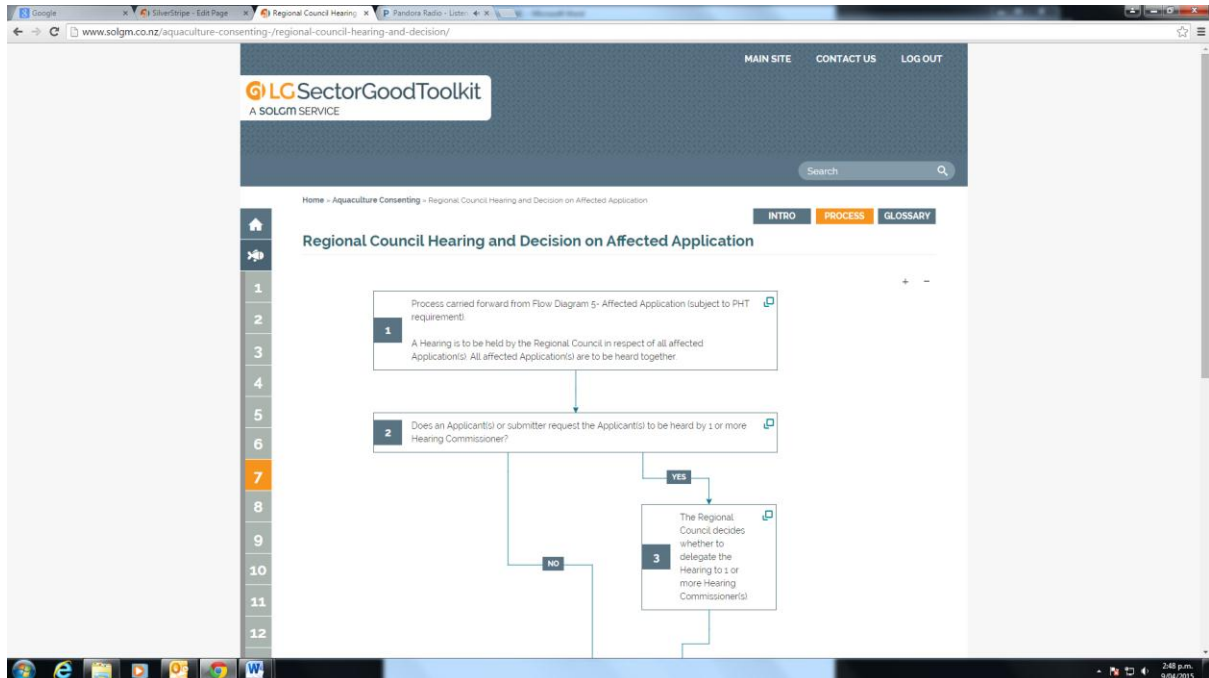 Google
SilverStripe - Edit Page
Regional Council Hearing
Pandora Radio - Listen
www.solgm.co.nz/aquaculture-consenting-/regional-council-hearing-and-decision/
MAIN SITE CONTACT US LOG OUT
LGSectorGoodToolkit
A SOLGM SERVICE
Search
Home » Aquaculture Consenting » Regional Council Hearing and Decision on Affected Application
INTRO PROCESS GLOSSARY
Regional Council Hearing and Decision on Affected Application
+ -
1
2
3
4
5
6
7
8
9
10
11
12
1
Process carried forward from Flow Diagram 5- Affected Application (subject to PHT
requirement).
A Hearing is to be held by the Regional Council in respect of all affected
Application(s). All affected Application(s) are to be heard together.
2
Does an Applicant(s) or submitter request the Applicant(s) to be heard by 1 or more
Hearing Commissioner?
YES
3
The Regional
Council decides
whether to
delegate the
Hearing to 1 or
more Hearing
Commissioner(s).
NO
2:48 p.m.
9/04/2015